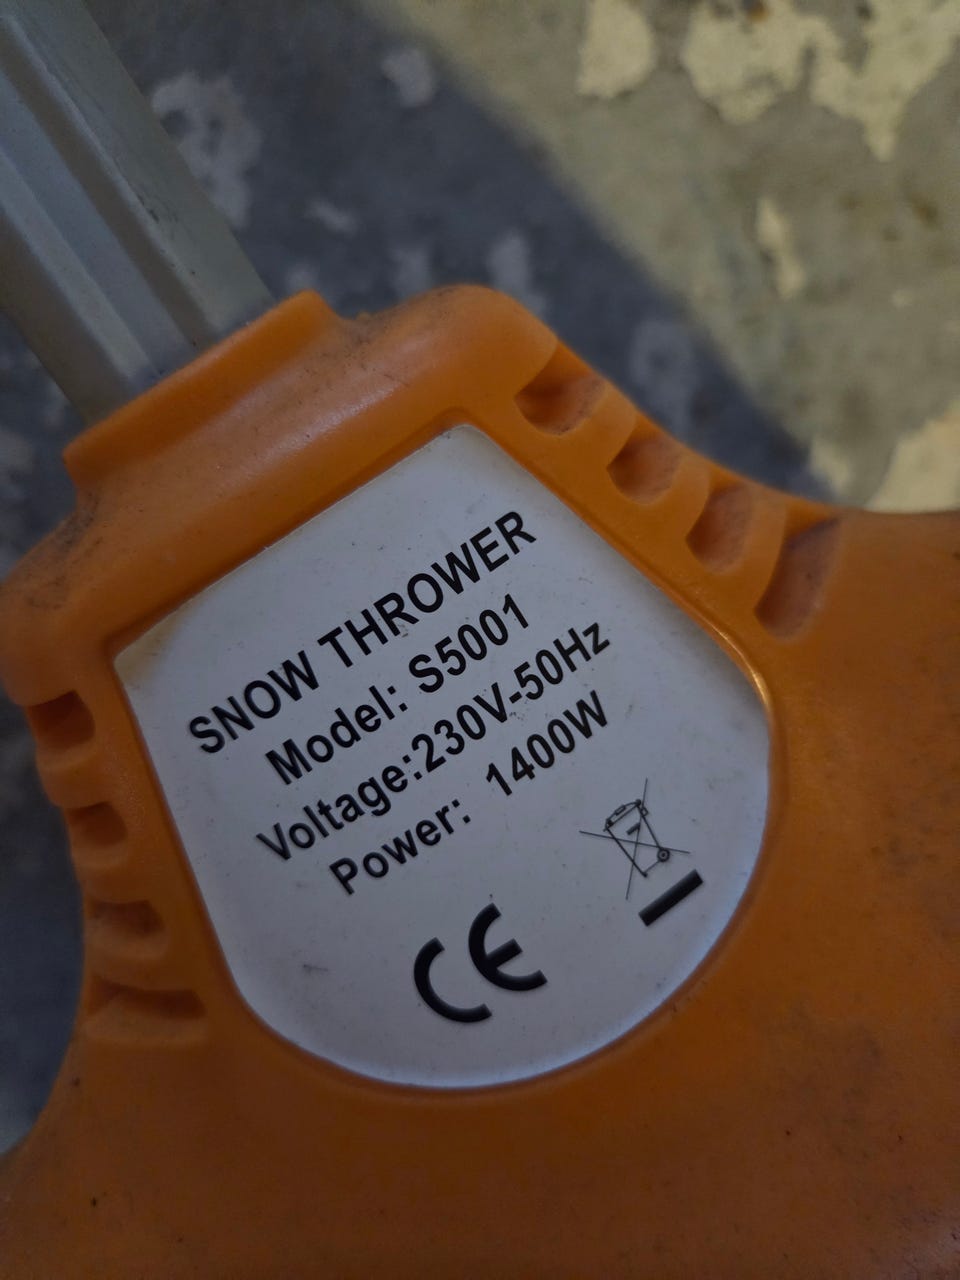 SNOW THROWER
Model: S5001
Voltage:230V-50Hz
Power: 1400W
CE